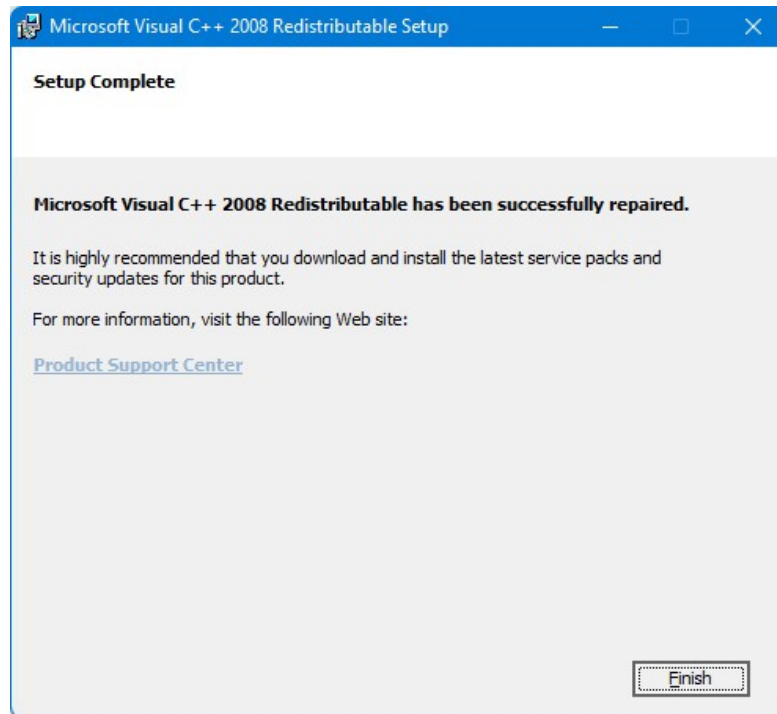 Microsoft Visual C++ 2008 Redistributable Setup
Setup Complete
Microsoft Visual C++ 2008 Redistributable has been successfully repaired.
It is highly recommended that you download and install the latest service packs and
security updates for this product.
For more information, visit the following Web site:
Product Support Center
Finish